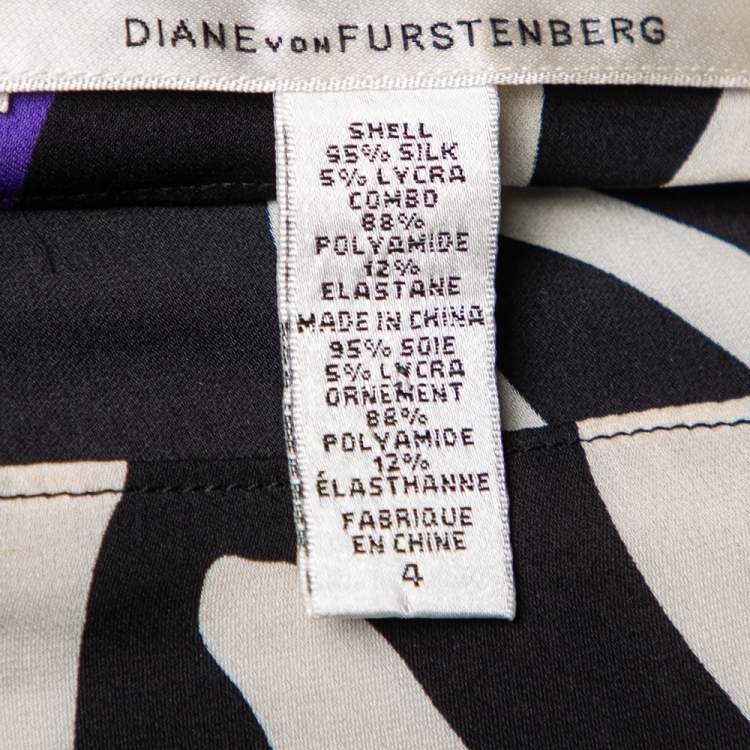 DIANE VON FURSTENBERG
SHELL
95% SILK
5% LYCRA
COMBO
88%
POLYAMIDE
12%
ELASTANE
MADE IN CHINA
95% SOIE
5% LYCRA
ORNEMENT
88%
POLYAMIDE
12%
ÉLASTHANNE
FABRIQUE
EN CHINE
4